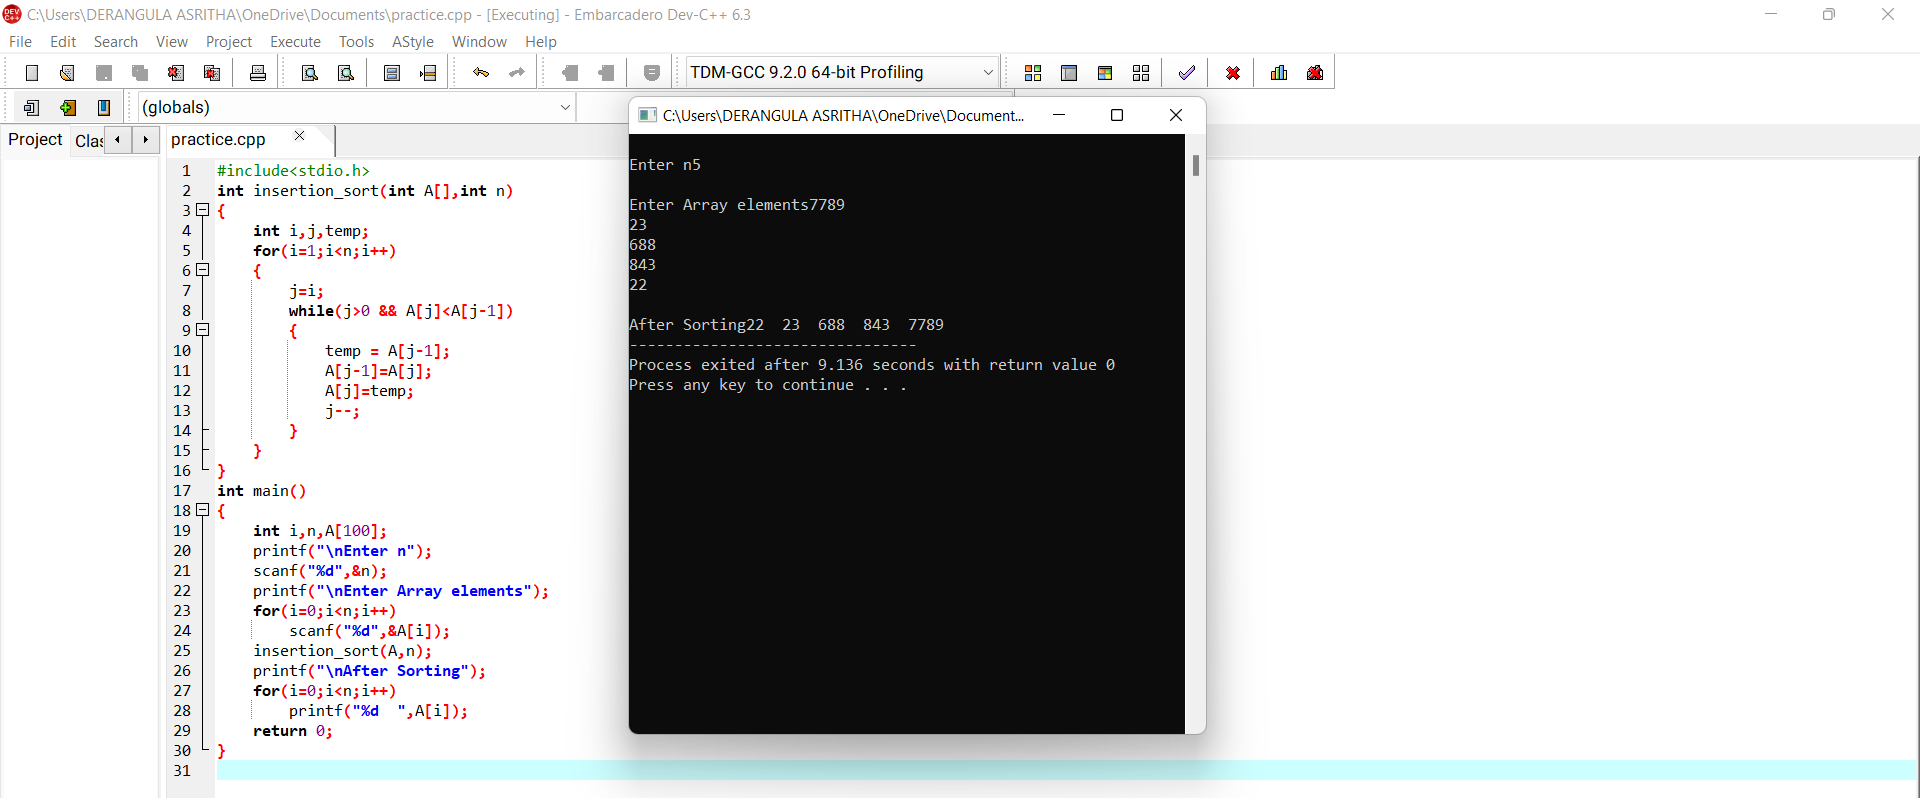 C:\Users\DERANGULA ASRITHA\OneDrive\Documents\practice.cpp - [Executing] - Embarcadero Dev-C++ 6.3
File Edit Search View Project Execute Tools AStyle Window Help
TDM-GCC 9.2.0 64-bit Profiling
(globals)
Project Clas
practice.cpp
1 #include<stdio.h>
2 int insertion_sort(int A[],int n)
3 {
4 int i,j,temp;
5 for(i=1;i<n;i++)
6 {
7 j=i;
8 while(j>0 && A[j]<A[j-1])
9 {
10 temp = A[j-1];
11 A[j-1]=A[j];
12 A[j]=temp;
13 j--;
14 }
15 }
16 }
17 int main()
18 {
19 int i,n,A[100];
20 printf("\nEnter n");
21 scanf("%d",&n);
22 printf("\nEnter Array elements");
23 for(i=0;i<n;i++)
24 scanf("%d",&A[i]);
25 insertion_sort(A,n);
26 printf("\nAfter Sorting");
27 for(i=0;i<n;i++)
28 printf("%d  ",A[i]);
29 return 0;
30 }
31
C:\Users\DERANGULA ASRITHA\OneDrive\Document...
Enter n5
Enter Array elements7789
23
688
843
22
After Sorting22  23  688  843  7789
--------------------------------
Process exited after 9.136 seconds with return value 0
Press any key to continue . . .